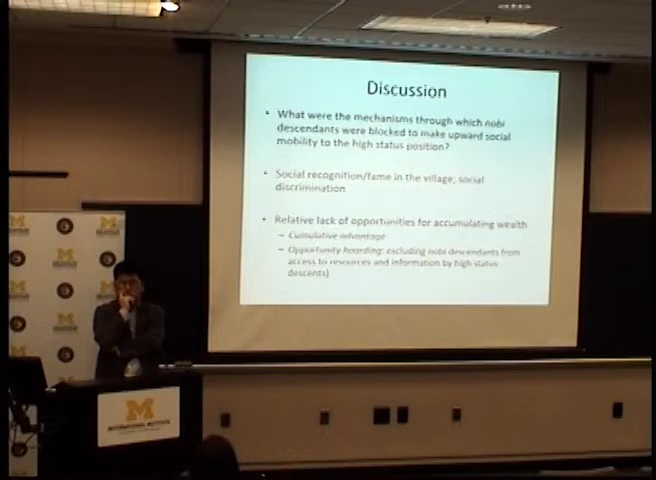 Discussion
• What were the mechanisms through which nobi
descendants were blocked to make upward social
mobility to the high status position?
• Social recognition/fame in the village; social
discrimination
• Relative lack of opportunities for accumulating wealth
– Cumulative advantage
– Opportunity hoarding: excluding nobi descendants from
access to resources and information by high status
descents)
M
INTERNATIONAL INSTITUTE